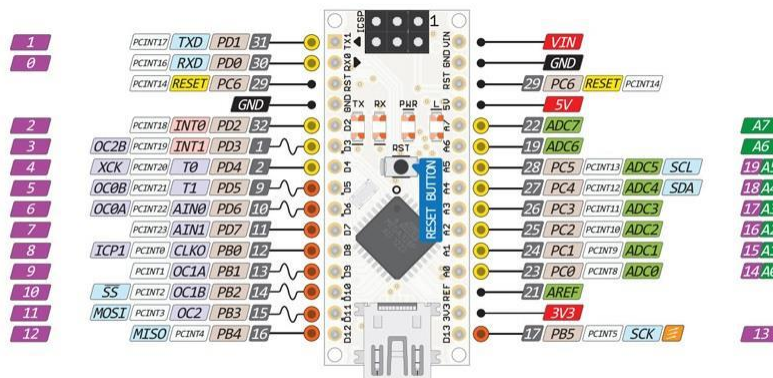 ICSP 1
1 PCINT17 TXD PD1 31 TX1 VIN VIN
0 PCINT16 RXD PD0 30 RX0 GND GND
PCINT14 RESET PC6 29 RST RST 29 PC6 RESET PCINT14
GND GND 5V 5V
TX RX PWR L
2 PCINT18 INT0 PD2 32 D2 A7 22 ADC7 A7
OC2B PCINT19 INT1 PD3 1 D3 A6 19 ADC6 A6
3
RST
4 XCK PCINT20 T0 PD4 2 D4 A5 28 PC5 PCINT13 ADC5 SCL 19
5 OC0B PCINT21 T1 PD5 9 D5 A4 27 PC4 PCINT12 ADC4 SDA 18
6 OC0A PCINT22 AIN0 PD6 10 D6 A3 26 PC3 PCINT11 ADC3 17
7 PCINT23 AIN1 PD7 11 D7 A2 25 PC2 PCINT10 ADC2 16
8 ICP1 PCINT0 CLKO PB0 12 D8 A1 24 PC1 PCINT9 ADC1 15
9 PCINT1 OC1A PB1 13 D9 A0 23 PC0 PCINT8 ADC0 14
10 SS PCINT2 OC1B PB2 14 D10 REF 21 AREF
11 MOSI PCINT3 OC2 PB3 15 D11 3V3 3V3
12 MISO PCINT4 PB4 16 D12 D13 17 PB5 PCINT5 SCK 13
RESET BUTTON